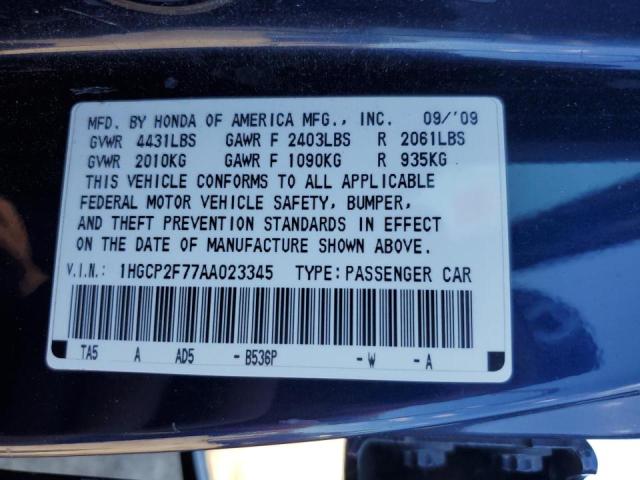 MFD. BY HONDA OF AMERICA MFG., INC. 09/'09
GVWR 4431LBS GAWR F 2403LBS R 2061LBS
GVWR 2010KG GAWR F 1090KG R 935KG
THIS VEHICLE CONFORMS TO ALL APPLICABLE
FEDERAL MOTOR VEHICLE SAFETY, BUMPER,
AND THEFT PREVENTION STANDARDS IN EFFECT
ON THE DATE OF MANUFACTURE SHOWN ABOVE.
V.I.N.: 1HGCP2F77AA023345 TYPE: PASSENGER CAR
TA5 A AD5 -B536P -W -A